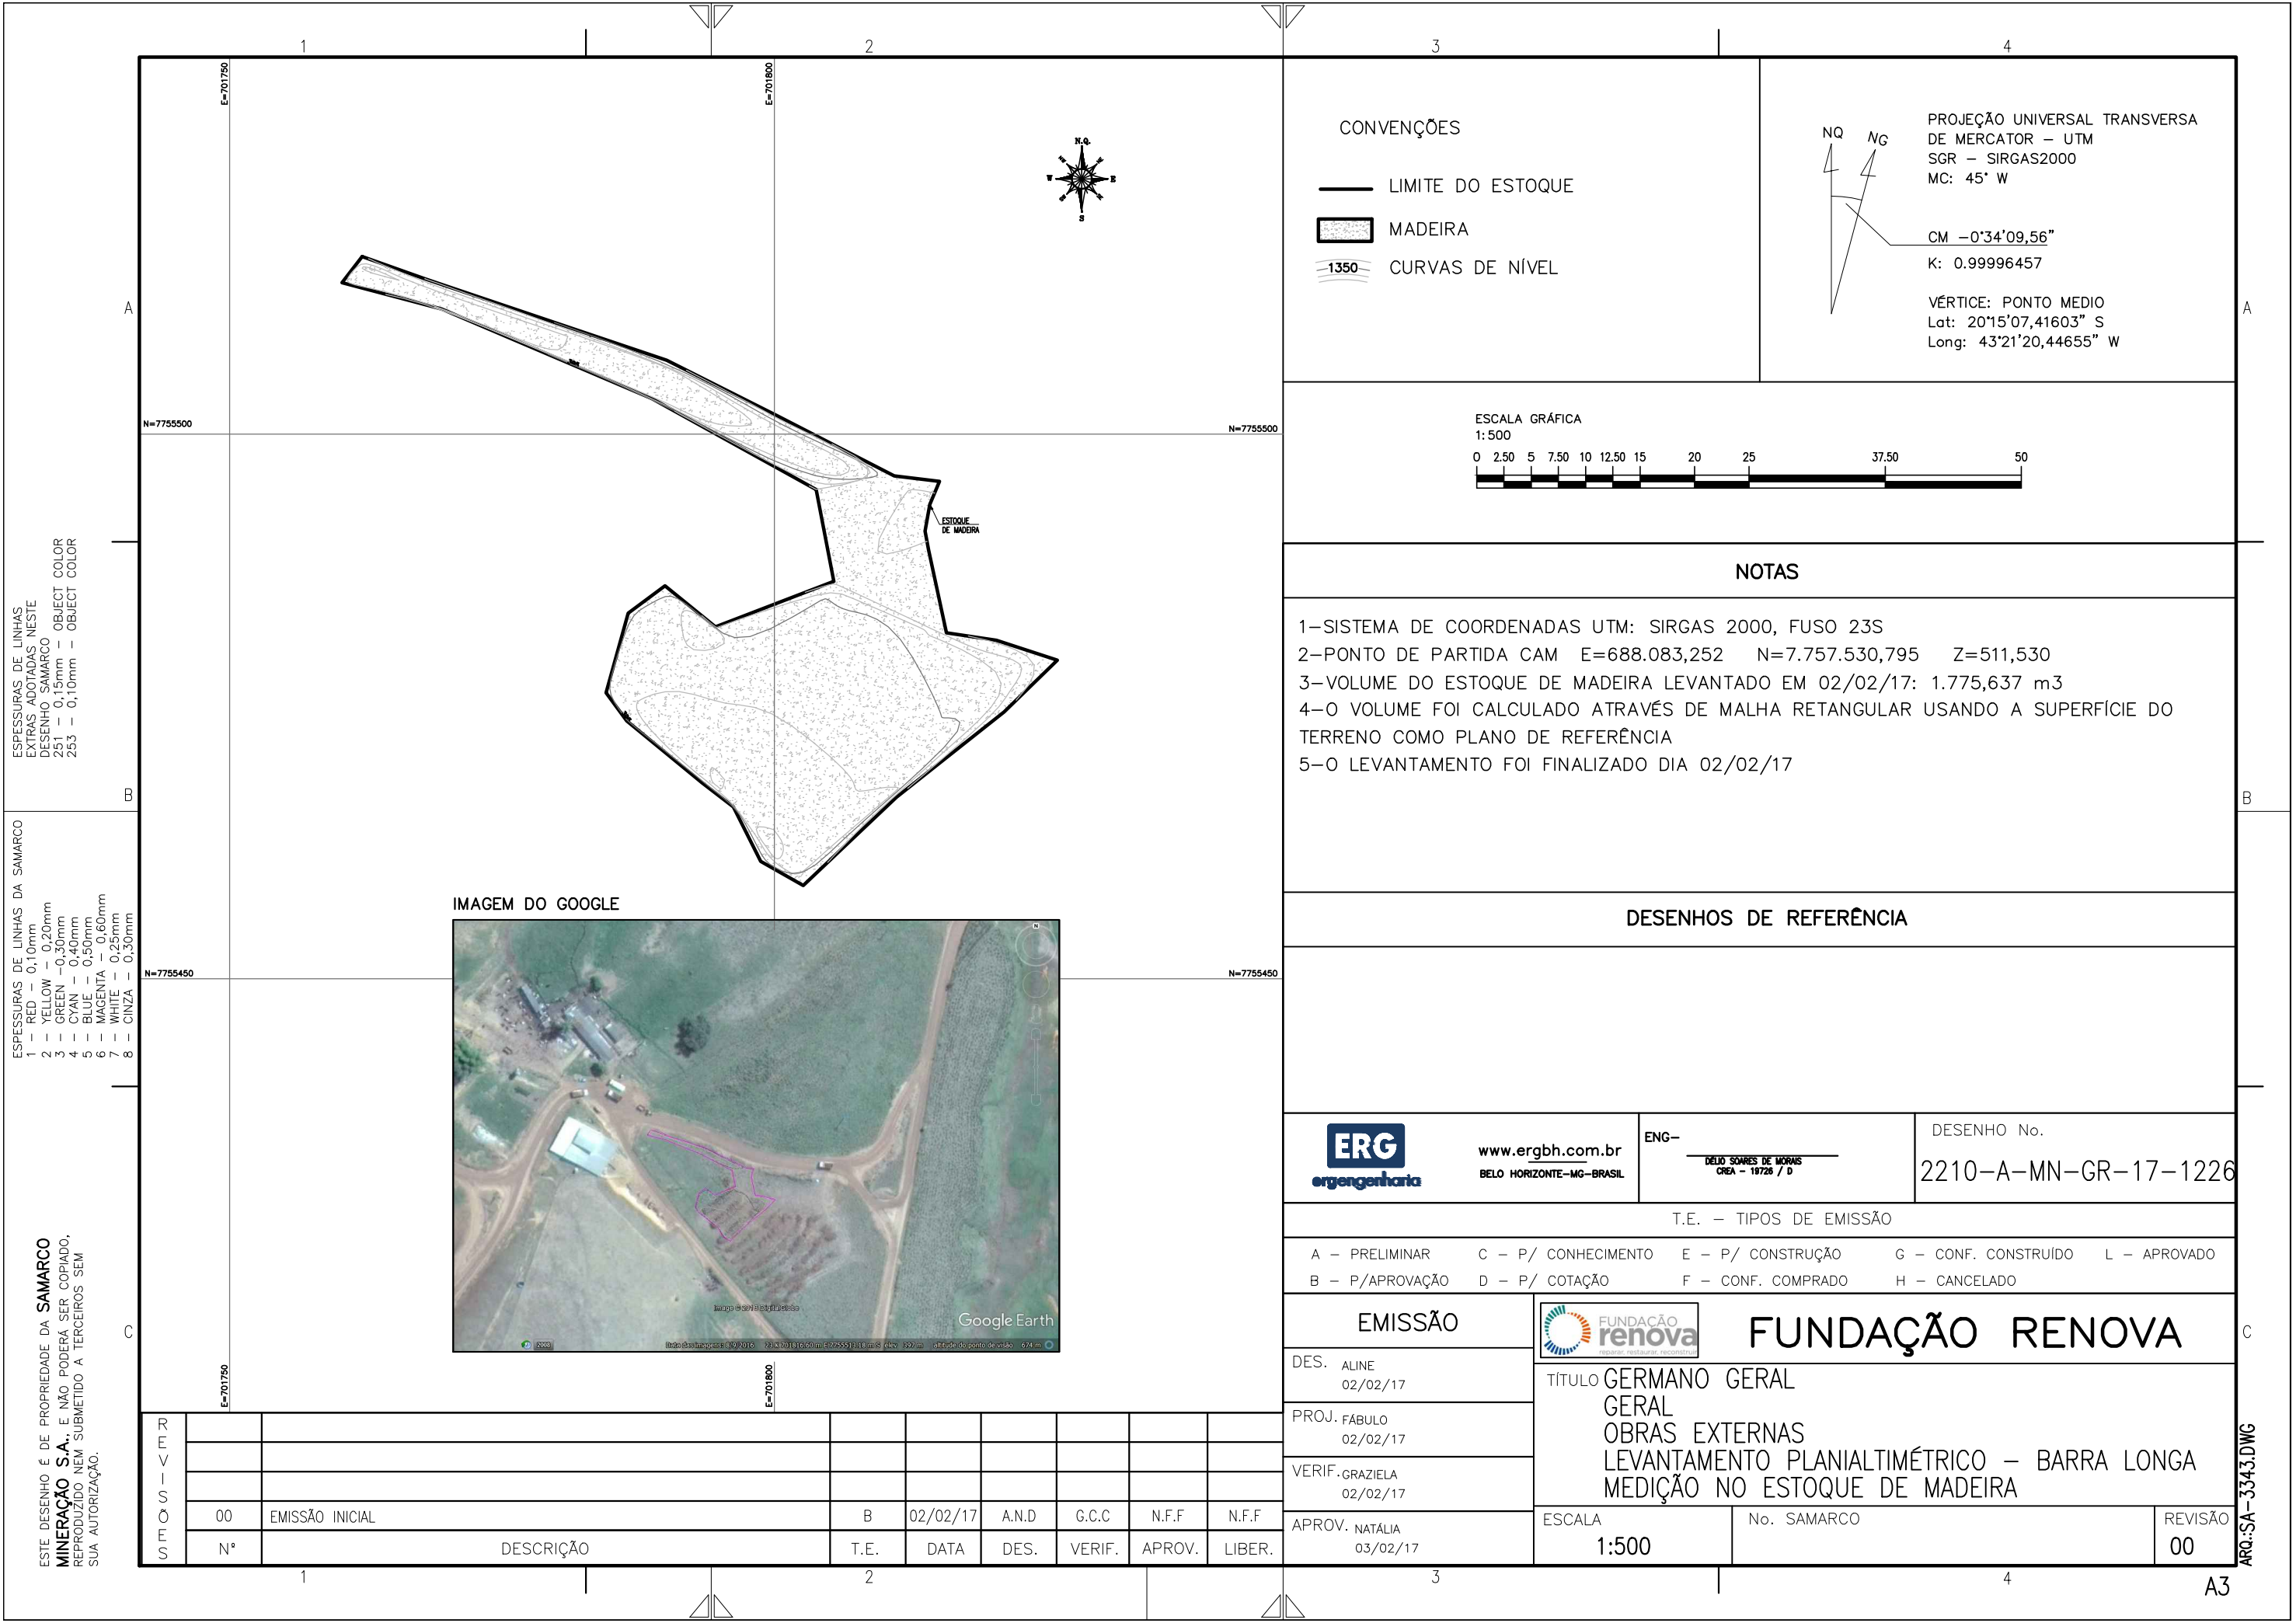 1
2
3
4
E=701750
E=701800
N.Q.
W
E
S
N=7755500
N=7755500
ESTOQUE
DE MADEIRA
N=7755450
N=7755450
E=701750
E=701800
IMAGEM DO GOOGLE
Google Earth
A
B
C
ESPESSURAS DE LINHAS
EXTRAS ADOTADAS NESTE
DESENHO SAMARCO
251 - 0,15mm - OBJECT COLOR
253 - 0,10mm - OBJECT COLOR
ESPESSURAS DE LINHAS DA SAMARCO
1 - RED - 0,10mm
2 - YELLOW - 0,20mm
3 - GREEN -0,30mm
4 - CYAN - 0,40mm
5 - BLUE - 0,50mm
6 - MAGENTA - 0,60mm
7 - WHITE - 0,25mm
8 - CINZA - 0,30mm
ESTE DESENHO É DE PROPRIEDADE DA SAMARCO
MINERAÇÃO S.A., E NÃO PODERÁ SER COPIADO,
REPRODUZIDO NEM SUBMETIDO A TERCEIROS SEM
SUA AUTORIZAÇÃO.
CONVENÇÕES
LIMITE DO ESTOQUE
MADEIRA
1350 CURVAS DE NÍVEL
NQ NG
PROJEÇÃO UNIVERSAL TRANSVERSA
DE MERCATOR - UTM
SGR - SIRGAS2000
MC: 45° W
CM -0°34'09,56"
K: 0.99996457
VÉRTICE: PONTO MEDIO
Lat: 20°15'07,41603" S
Long: 43°21'20,44655" W
A
B
C
ESCALA GRÁFICA
1:500
0 2.50 5 7.50 10 12.50 15 20 25 37.50 50
NOTAS
1-SISTEMA DE COORDENADAS UTM: SIRGAS 2000, FUSO 23S
2-PONTO DE PARTIDA CAM E=688.083,252 N=7.757.530,795 Z=511,530
3-VOLUME DO ESTOQUE DE MADEIRA LEVANTADO EM 02/02/17: 1.775,637 m3
4-O VOLUME FOI CALCULADO ATRAVÉS DE MALHA RETANGULAR USANDO A SUPERFÍCIE DO
TERRENO COMO PLANO DE REFERÊNCIA
5-O LEVANTAMENTO FOI FINALIZADO DIA 02/02/17
DESENHOS DE REFERÊNCIA
ERG
ergengenharia
www.ergbh.com.br
BELO HORIZONTE-MG-BRASIL
ENG-
DÉLIO SOARES DE MORAIS
CREA - 19726 / D
DESENHO No.
2210-A-MN-GR-17-1226
T.E. - TIPOS DE EMISSÃO
A - PRELIMINAR C - P/ CONHECIMENTO E - P/ CONSTRUÇÃO G - CONF. CONSTRUÍDO L - APROVADO
B - P/APROVAÇÃO D - P/ COTAÇÃO F - CONF. COMPRADO H - CANCELADO
EMISSÃO
DES. ALINE
02/02/17
PROJ. FÁBULO
02/02/17
VERIF. GRAZIELA
02/02/17
APROV. NATÁLIA
03/02/17
FUNDAÇÃO
renova
reparar. restaurar. reconstruir
FUNDAÇÃO RENOVA
TÍTULO GERMANO GERAL
GERAL
OBRAS EXTERNAS
LEVANTAMENTO PLANIALTIMÉTRICO - BARRA LONGA
MEDIÇÃO NO ESTOQUE DE MADEIRA
ESCALA
1:500
No. SAMARCO
REVISÃO
00
ARQ.:SA-3343.DWG
A3
REVISÕES
00 EMISSÃO INICIAL B 02/02/17 A.N.D G.C.C N.F.F N.F.F
N° DESCRIÇÃO T.E. DATA DES. VERIF. APROV. LIBER.
1
2
3
4